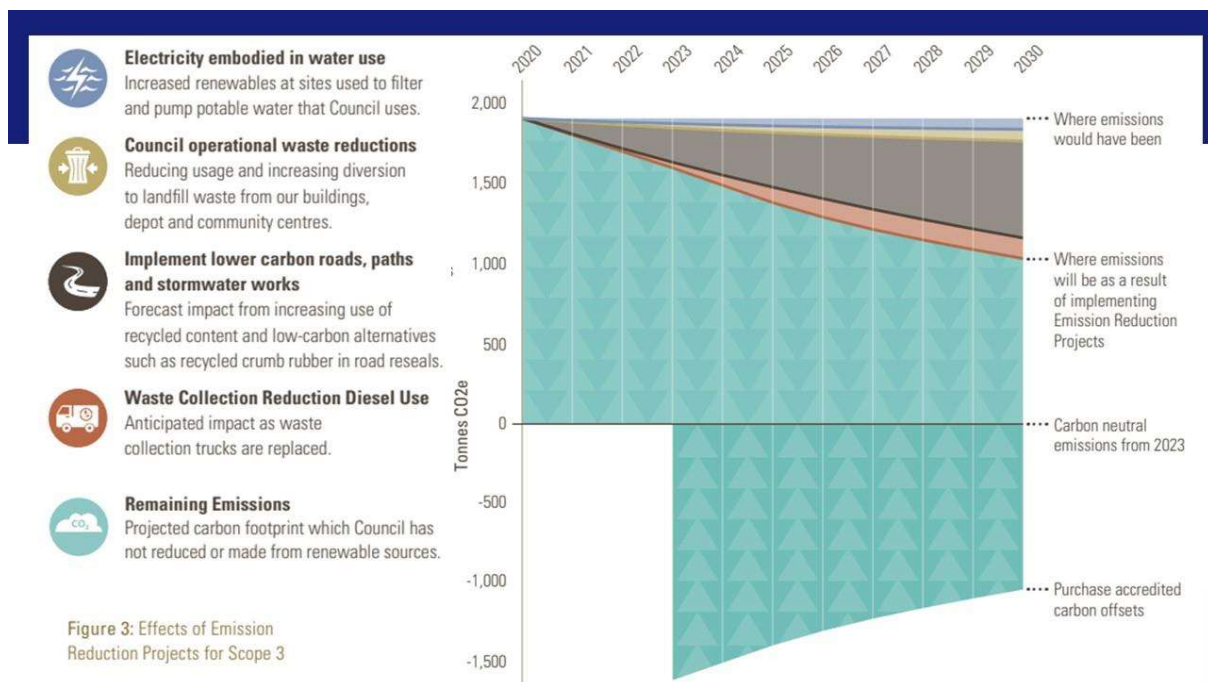 Electricity embodied in water use
Increased renewables at sites used to filter
and pump potable water that Council uses.
Council operational waste reductions
Reducing usage and increasing diversion
to landfill waste from our buildings,
depot and community centres.
Implement lower carbon roads, paths
and stormwater works
Forecast impact from increasing use of
recycled content and low-carbon alternatives
such as recycled crumb rubber in road reseals.
Waste Collection Reduction Diesel Use
Anticipated impact as waste
collection trucks are replaced.
CO₂
Remaining Emissions
Projected carbon footprint which Council has
not reduced or made from renewable sources.
Figure 3: Effects of Emission
Reduction Projects for Scope 3
2020 2021 2022 2023 2024 2025 2026 2027 2028 2029 2030
2,000
1,500
1,000
500
0
-500
-1,000
-1,500
Tonnes CO2e
Where emissions
would have been
Where emissions
will be as a result
of implementing
Emission Reduction
Projects
Carbon neutral
emissions from 2023
Purchase accredited
carbon offsets